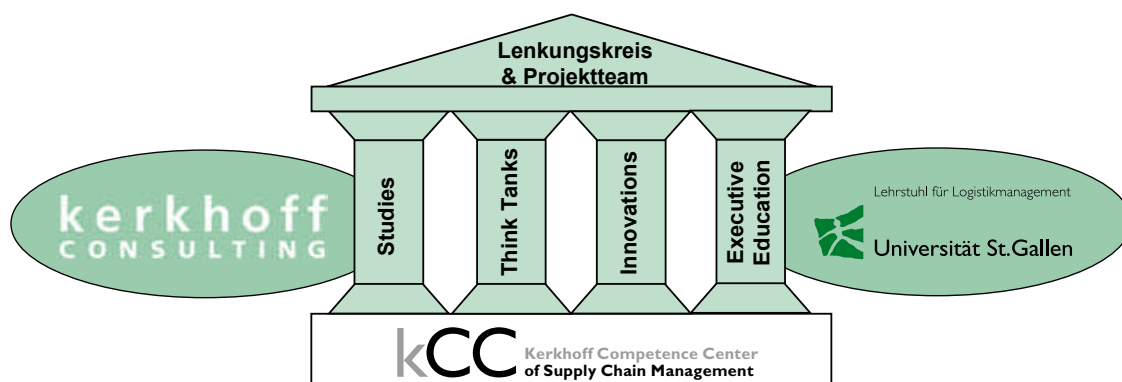 Lenkungskreis
& Projektteam
kerkhoff
CONSULTING
Studies
Think Tanks
Innovations
Executive
Education
Lehrstuhl für Logistikmanagement
Universität St.Gallen
kCC Kerkhoff Competence Center
of Supply Chain Management